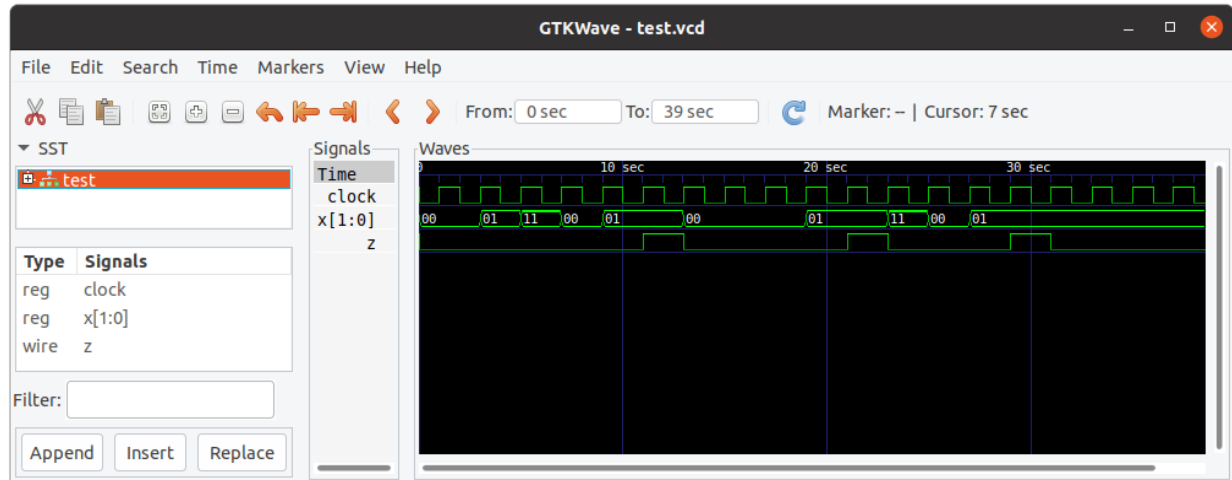 GTKWave - test.vcd
File Edit Search Time Markers View Help
From: 0 sec To: 39 sec Marker: -- | Cursor: 7 sec
SST
test
Type Signals
reg clock
reg x[1:0]
wire z
Filter:
Append Insert Replace
Signals
Time
clock
x[1:0]
z
Waves
0 10 sec 20 sec 30 sec
00 01 11 00 01 00 01 11 00 01